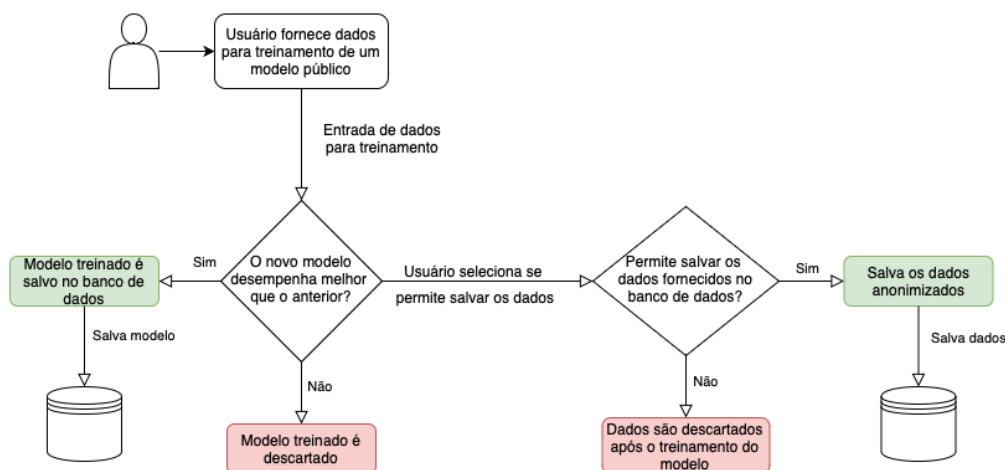 Usuário fornece dados
para treinamento de um
modelo público
Entrada de dados
para treinamento
O novo modelo
desempenha melhor
que o anterior?
Sim
Modelo treinado é
salvo no banco de
dados
Salva modelo
Não
Modelo treinado é
descartado
Usuário seleciona se
permite salvar os dados
Permite salvar os
dados fornecidos no
banco de dados?
Sim
Salva os dados
anonimizados
Salva dados
Não
Dados são descartados
após o treinamento do
modelo